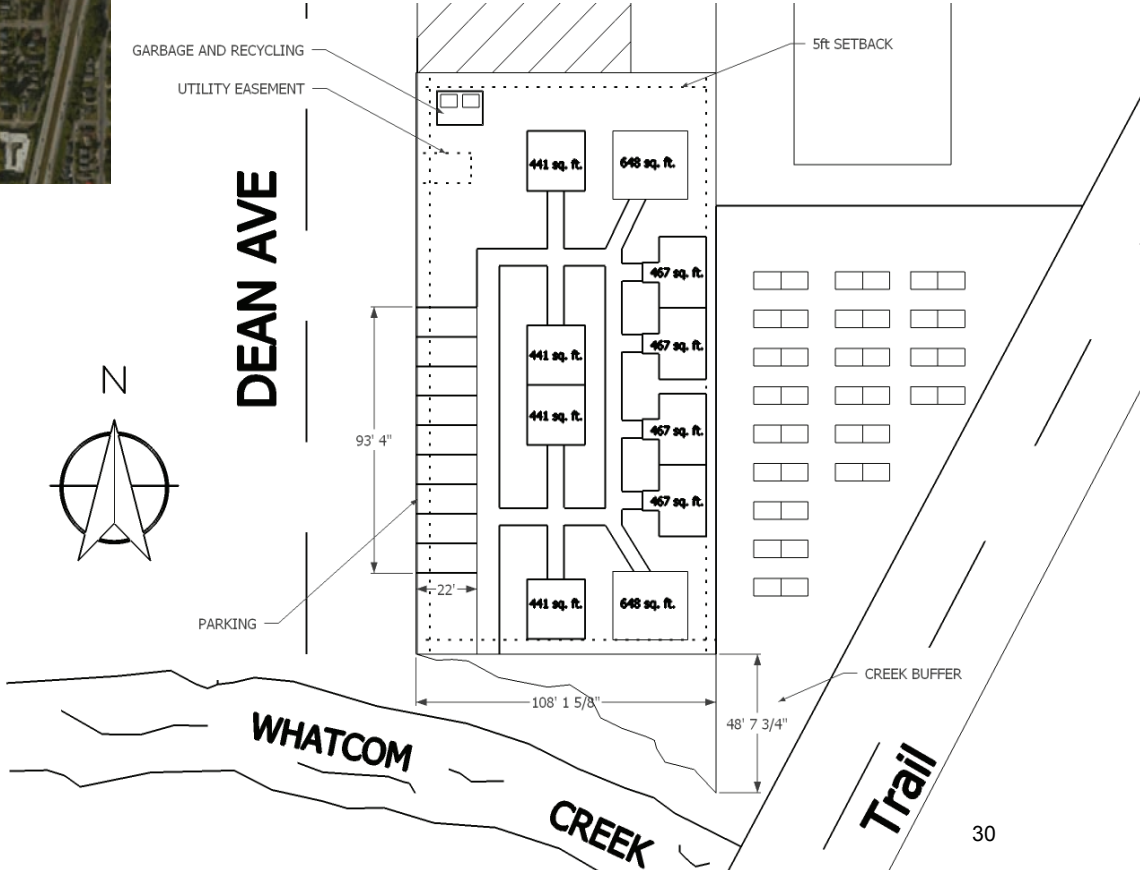 GARBAGE AND RECYCLING
5ft SETBACK
UTILITY EASEMENT
441 sq. ft.
648 sq. ft.
DEAN AVE
467 sq. ft.
467 sq. ft.
441 sq. ft.
N
441 sq. ft.
467 sq. ft.
93' 4"
467 sq. ft.
22'
441 sq. ft.
648 sq. ft.
PARKING
CREEK BUFFER
108' 1 5/8"
48' 7 3/4"
WHATCOM
CREEK
Trail
30